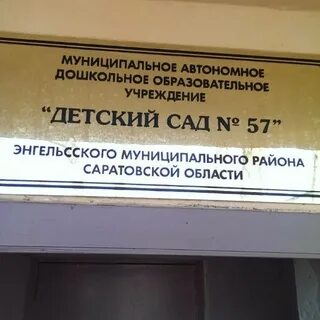 МУНИЦИПАЛЬНОЕ АВТОНОМНОЕ
ДОШКОЛЬНОЕ ОБРАЗОВАТЕЛЬНОЕ
УЧРЕЖДЕНИЕ
"ДЕТСКИЙ САД № 57"
ЭНГЕЛЬССКОГО МУНИЦИПАЛЬНОГО РАЙОНА
САРАТОВСКОЙ ОБЛАСТИ